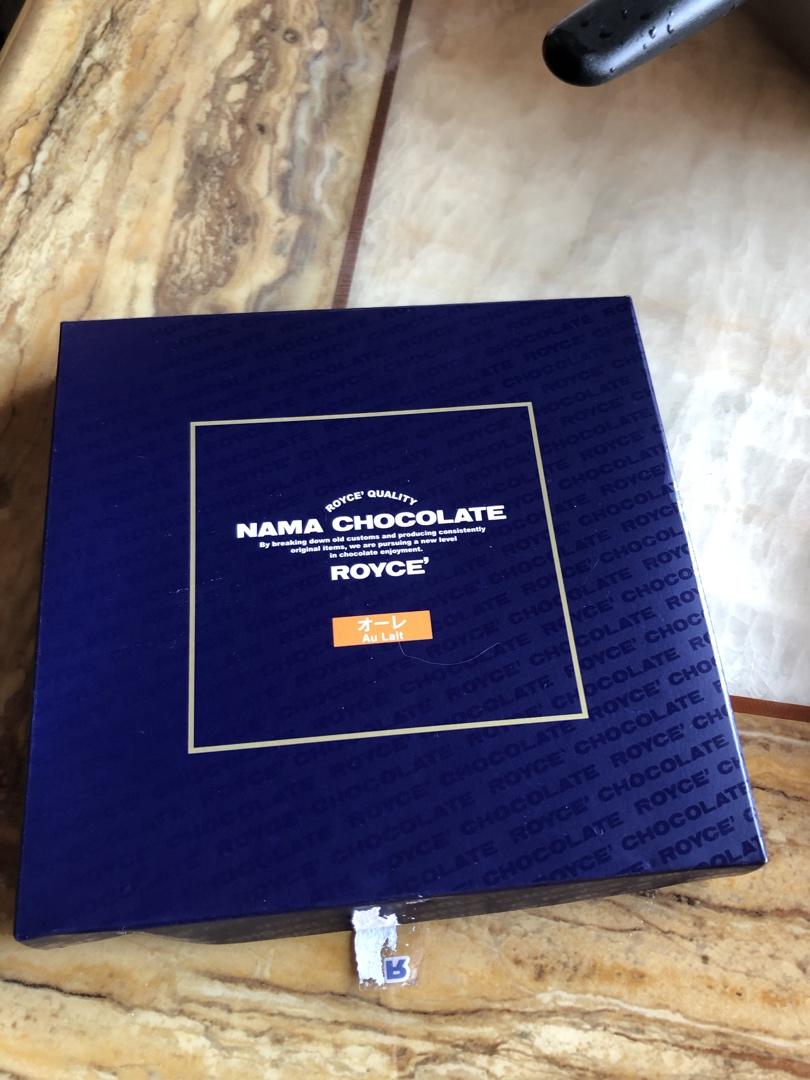 ROYCE' QUALITY
NAMA CHOCOLATE
By breaking down old customs and producing consistently
original items, we are pursuing a new level
in chocolate enjoyment.
ROYCE'
オーレ
Au Lait
R